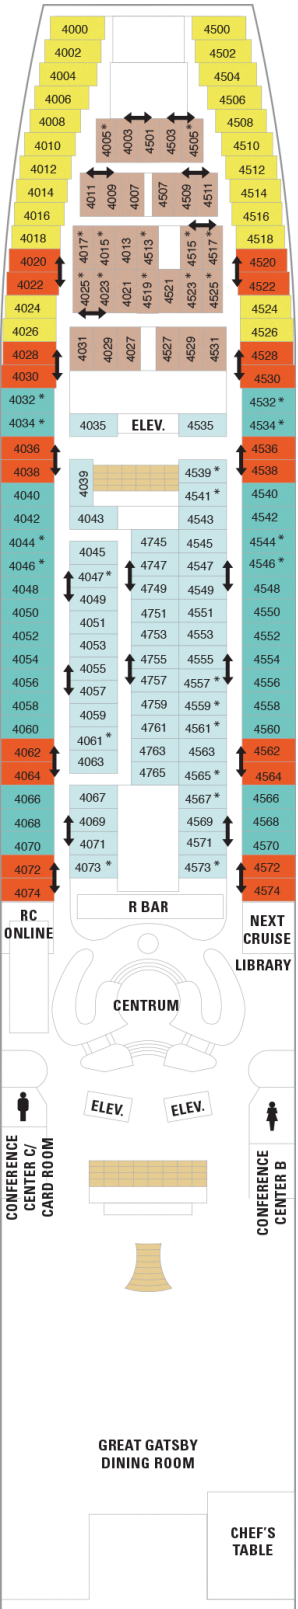 4000 4500
4002 4502
4004 4504
4006 4506
4008 4508
4005* 4003 4501 4503 4505*
4010 4510
4012 4512
4014 4514
4011 4009 4007 4507 4509 4511
4016 4516
4018 4518
4017* 4015* 4013 4513* 4515* 4517*
4020 4520
4022 4522
4025* 4023* 4021 4519* 4521 4523* 4525*
4024 4524
4026 4526
4028 4528
4031 4029 4027 4527 4529 4531
4030 4530
4032* 4532*
4034* 4035 ELEV. 4535 4534*
4036 4536
4038 4039 4539* 4538
4040 4541* 4540
4042 4043 4543 4542
4044* 4745 4545 4544*
4045
4046* 4747 4547 4546*
4047*
4048 4749 4549 4548
4049
4050 4751 4551 4550
4051
4052 4753 4553 4552
4053
4054 4755 4555 4554
4055
4056 4757 4557* 4556
4057
4058 4759 4559* 4558
4059
4060 4761 4561* 4560
4061*
4062 4763 4563 4562
4063
4064 4765 4565* 4564
4066 4067 4567* 4566
4068 4069 4569 4568
4070 4071 4571 4570
4072 4073* 4573* 4572
4074 4574
R BAR
RC
ONLINE
NEXT
CRUISE
LIBRARY
CENTRUM
ELEV. ELEV.
CONFERENCE
CENTER C/
CARD ROOM
CONFERENCE
CENTER B
GREAT GATSBY
DINING ROOM
CHEF'S
TABLE